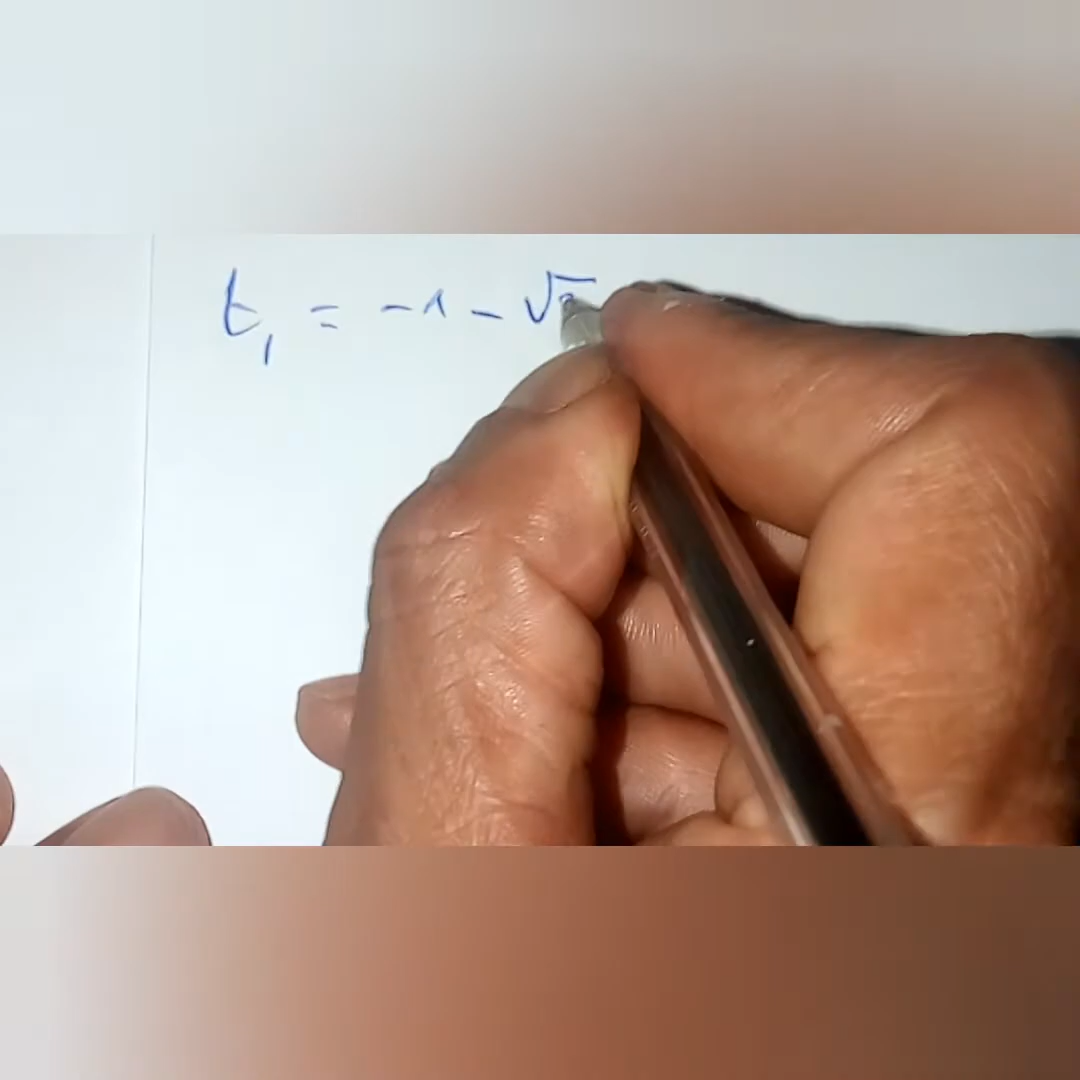 t₁ = -1 - √